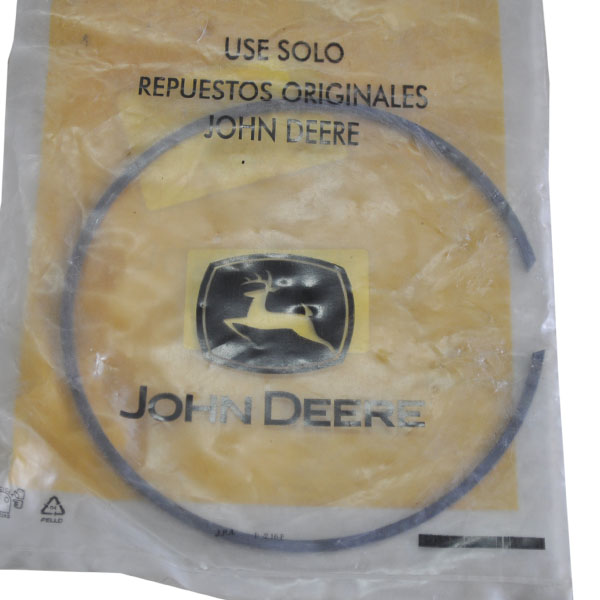 USE SOLO
REPUESTOS ORIGINALES
JOHN DEERE
JOHN DEERE